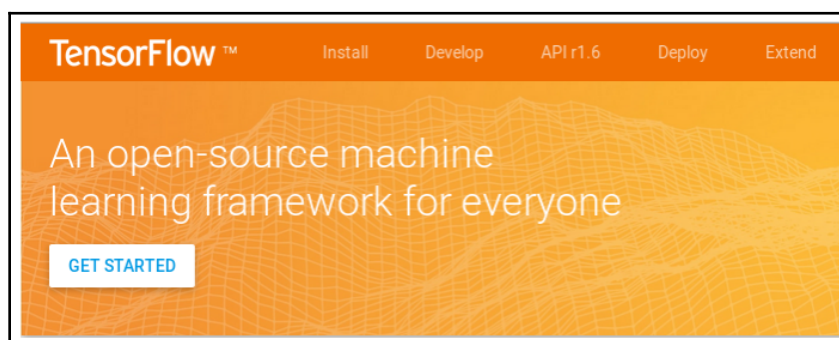 TensorFlow ™ Install Develop API r1.6 Deploy Extend
An open-source machine
learning framework for everyone
GET STARTED